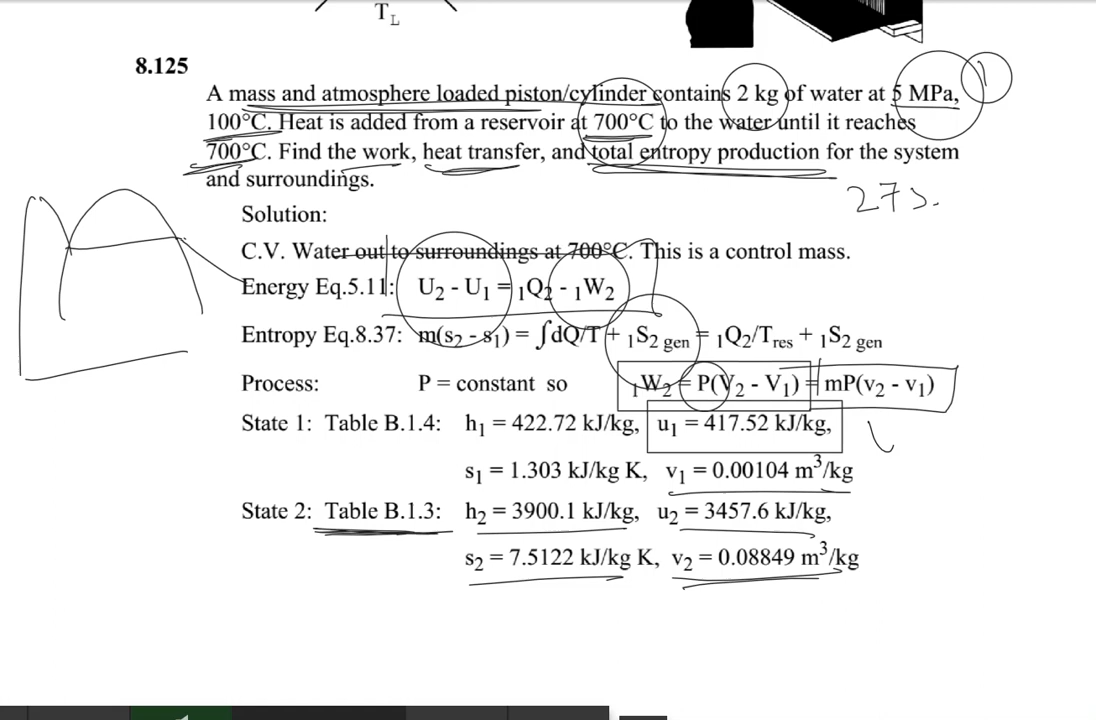 T_L
8.125
A mass and atmosphere loaded piston/cylinder contains 2 kg of water at 5 MPa,
100°C. Heat is added from a reservoir at 700°C to the water until it reaches
700°C. Find the work, heat transfer, and total entropy production for the system
and surroundings.
273.
Solution:
C.V. Water out to surroundings at 700°C. This is a control mass.
Energy Eq.5.11: U₂ - U₁ = ₁Q₂ - ₁W₂
Entropy Eq.8.37: m(s₂ - s₁) = ∫dQ/T + ₁S₂ gen = ₁Q₂/T_res + ₁S₂ gen
Process: P = constant so ₁W₂ = P(V₂ - V₁) = mP(v₂ - v₁)
State 1: Table B.1.4: h₁ = 422.72 kJ/kg, u₁ = 417.52 kJ/kg,
s₁ = 1.303 kJ/kg K, v₁ = 0.00104 m³/kg
State 2: Table B.1.3: h₂ = 3900.1 kJ/kg, u₂ = 3457.6 kJ/kg,
s₂ = 7.5122 kJ/kg K, v₂ = 0.08849 m³/kg